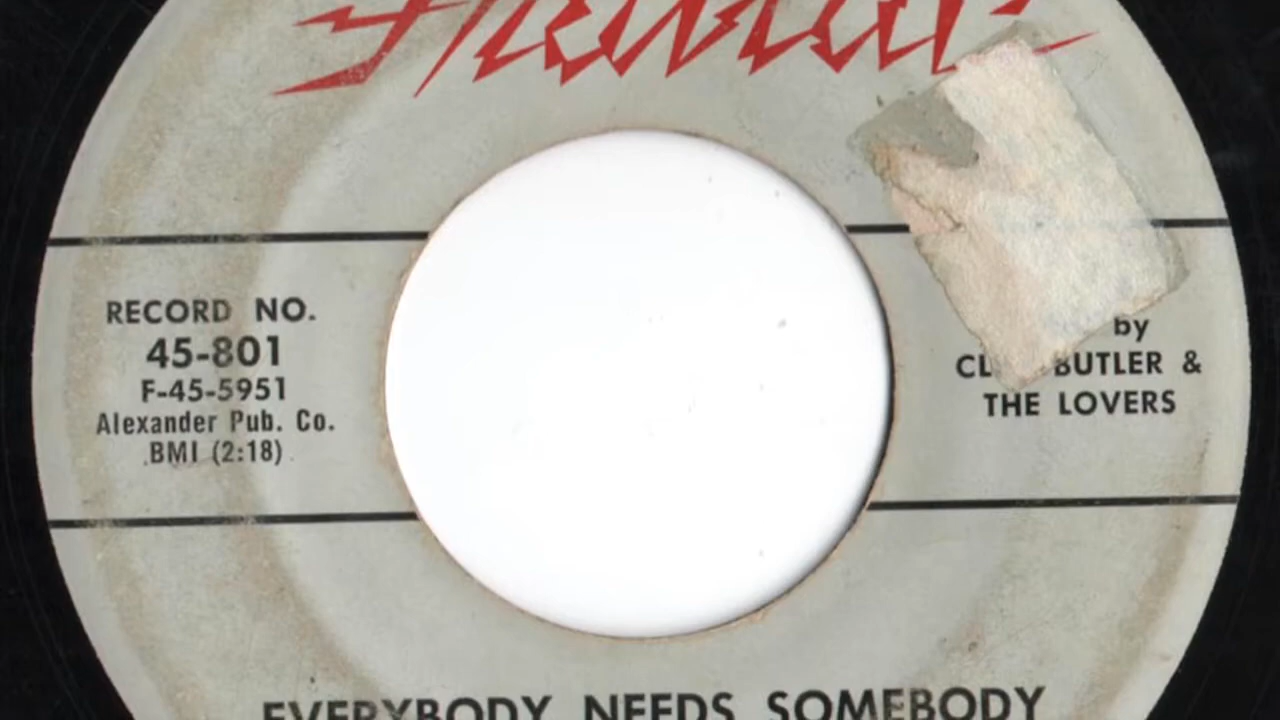 RECORD NO.
45-801
F-45-5951
Alexander Pub. Co.
BMI (2:18)
by
BUTLER &
THE LOVERS
EVERYBODY NEEDS SOMEBODY